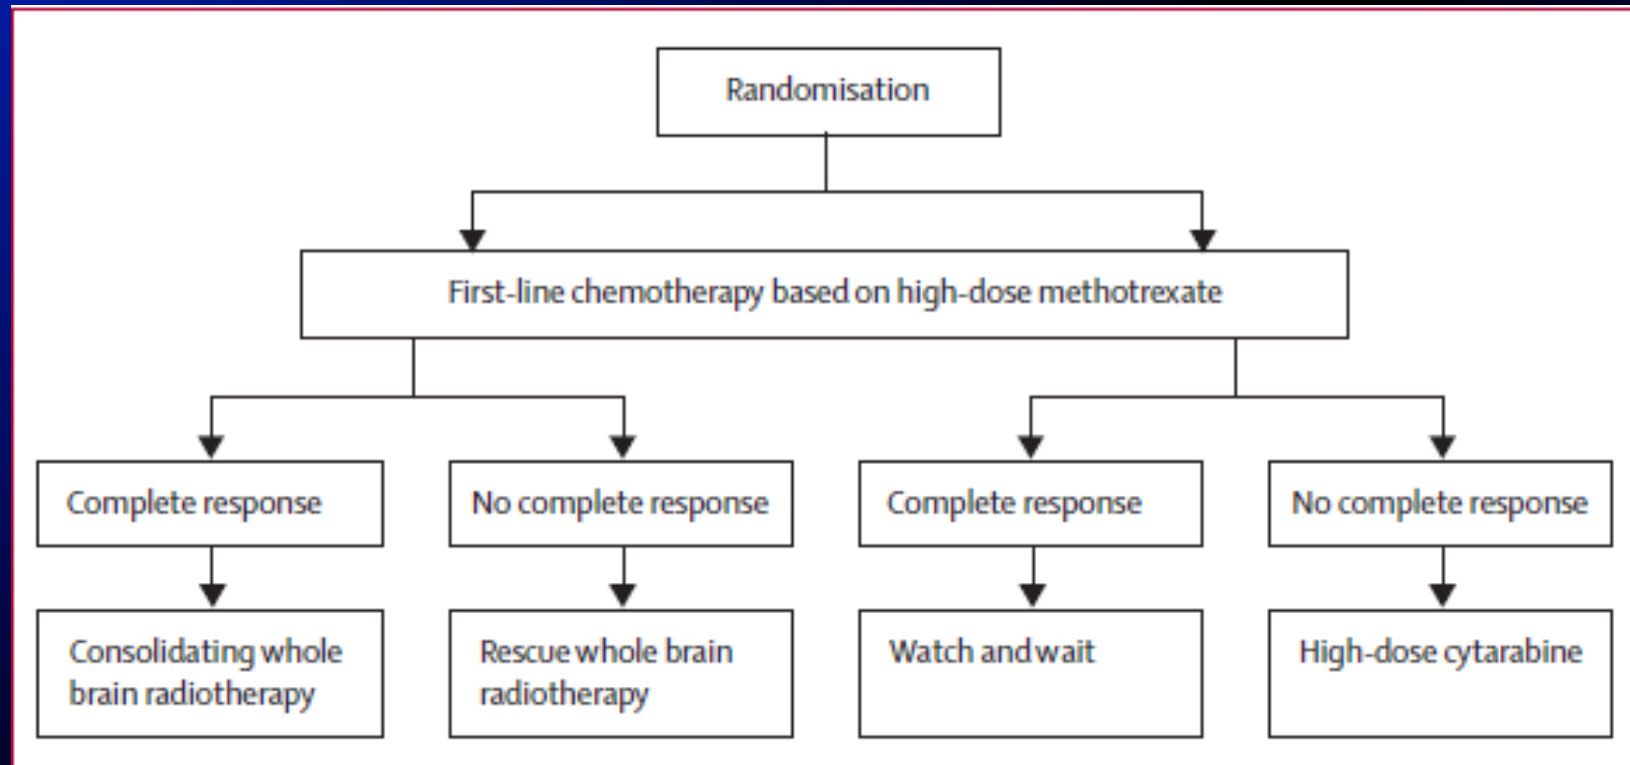 Randomisation
First-line chemotherapy based on high-dose methotrexate
Complete response
No complete response
Complete response
No complete response
Consolidating whole
brain radiotherapy
Rescue whole brain
radiotherapy
Watch and wait
High-dose cytarabine